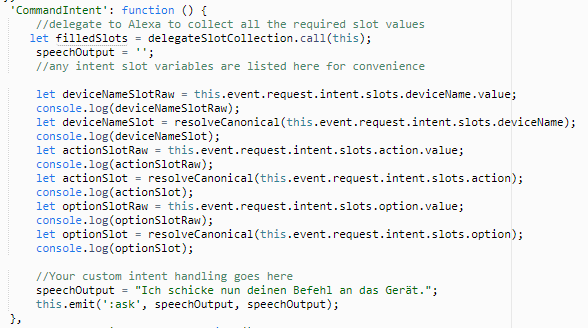 'CommandIntent': function () {
//delegate to Alexa to collect all the required slot values
let filledSlots = delegateSlotCollection.call(this);
speechOutput = '';
//any intent slot variables are listed here for convenience
let deviceNameSlotRaw = this.event.request.intent.slots.deviceName.value;
console.log(deviceNameSlotRaw);
let deviceNameSlot = resolveCanonical(this.event.request.intent.slots.deviceName);
console.log(deviceNameSlot);
let actionSlotRaw = this.event.request.intent.slots.action.value;
console.log(actionSlotRaw);
let actionSlot = resolveCanonical(this.event.request.intent.slots.action);
console.log(actionSlot);
let optionSlotRaw = this.event.request.intent.slots.option.value;
console.log(optionSlotRaw);
let optionSlot = resolveCanonical(this.event.request.intent.slots.option);
console.log(optionSlot);
//Your custom intent handling goes here
speechOutput = "Ich schicke nun deinen Befehl an das Gerät.";
this.emit(':ask', speechOutput, speechOutput);
},